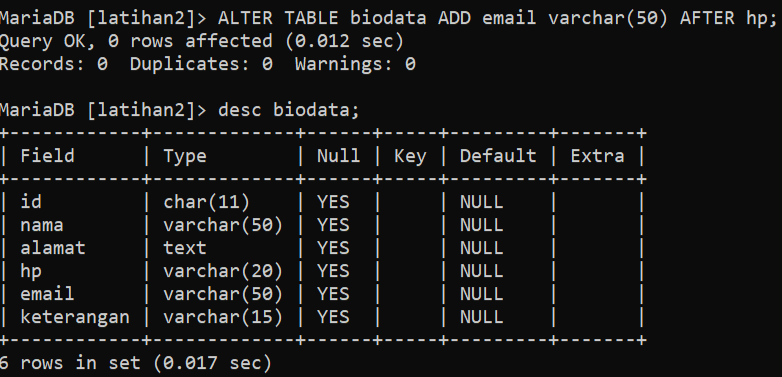 MariaDB [latihan2]> ALTER TABLE biodata ADD email varchar(50) AFTER hp;
Query OK, 0 rows affected (0.012 sec)
Records: 0  Duplicates: 0  Warnings: 0

MariaDB [latihan2]> desc biodata;
+------------+-------------+------+-----+---------+-------+
| Field      | Type        | Null | Key | Default | Extra |
+------------+-------------+------+-----+---------+-------+
| id         | char(11)    | YES  |     | NULL    |       |
| nama       | varchar(50) | YES  |     | NULL    |       |
| alamat     | text        | YES  |     | NULL    |       |
| hp         | varchar(20) | YES  |     | NULL    |       |
| email      | varchar(50) | YES  |     | NULL    |       |
| keterangan | varchar(15) | YES  |     | NULL    |       |
+------------+-------------+------+-----+---------+-------+
6 rows in set (0.017 sec)